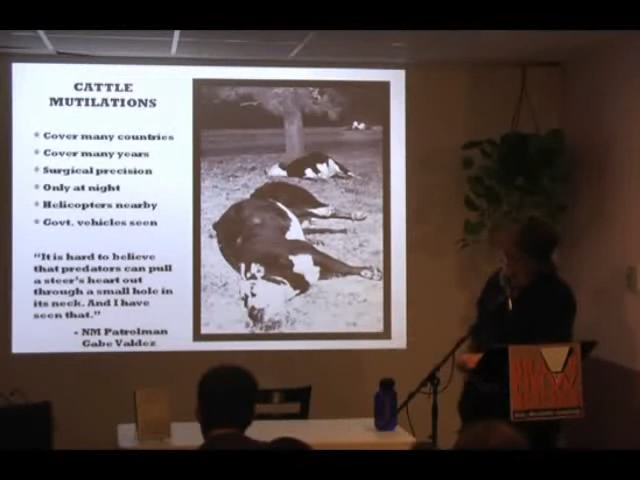 CATTLE
MUTILATIONS
* Cover many countries
* Cover many years
* Surgical precision
* Only at night
* Helicopters nearby
* Govt. vehicles seen
“It is hard to believe
that predators can pull
a steer’s heart out
through a small hole in
its neck. And I have
seen that.”
- NM Patrolman
Gabe Valdez